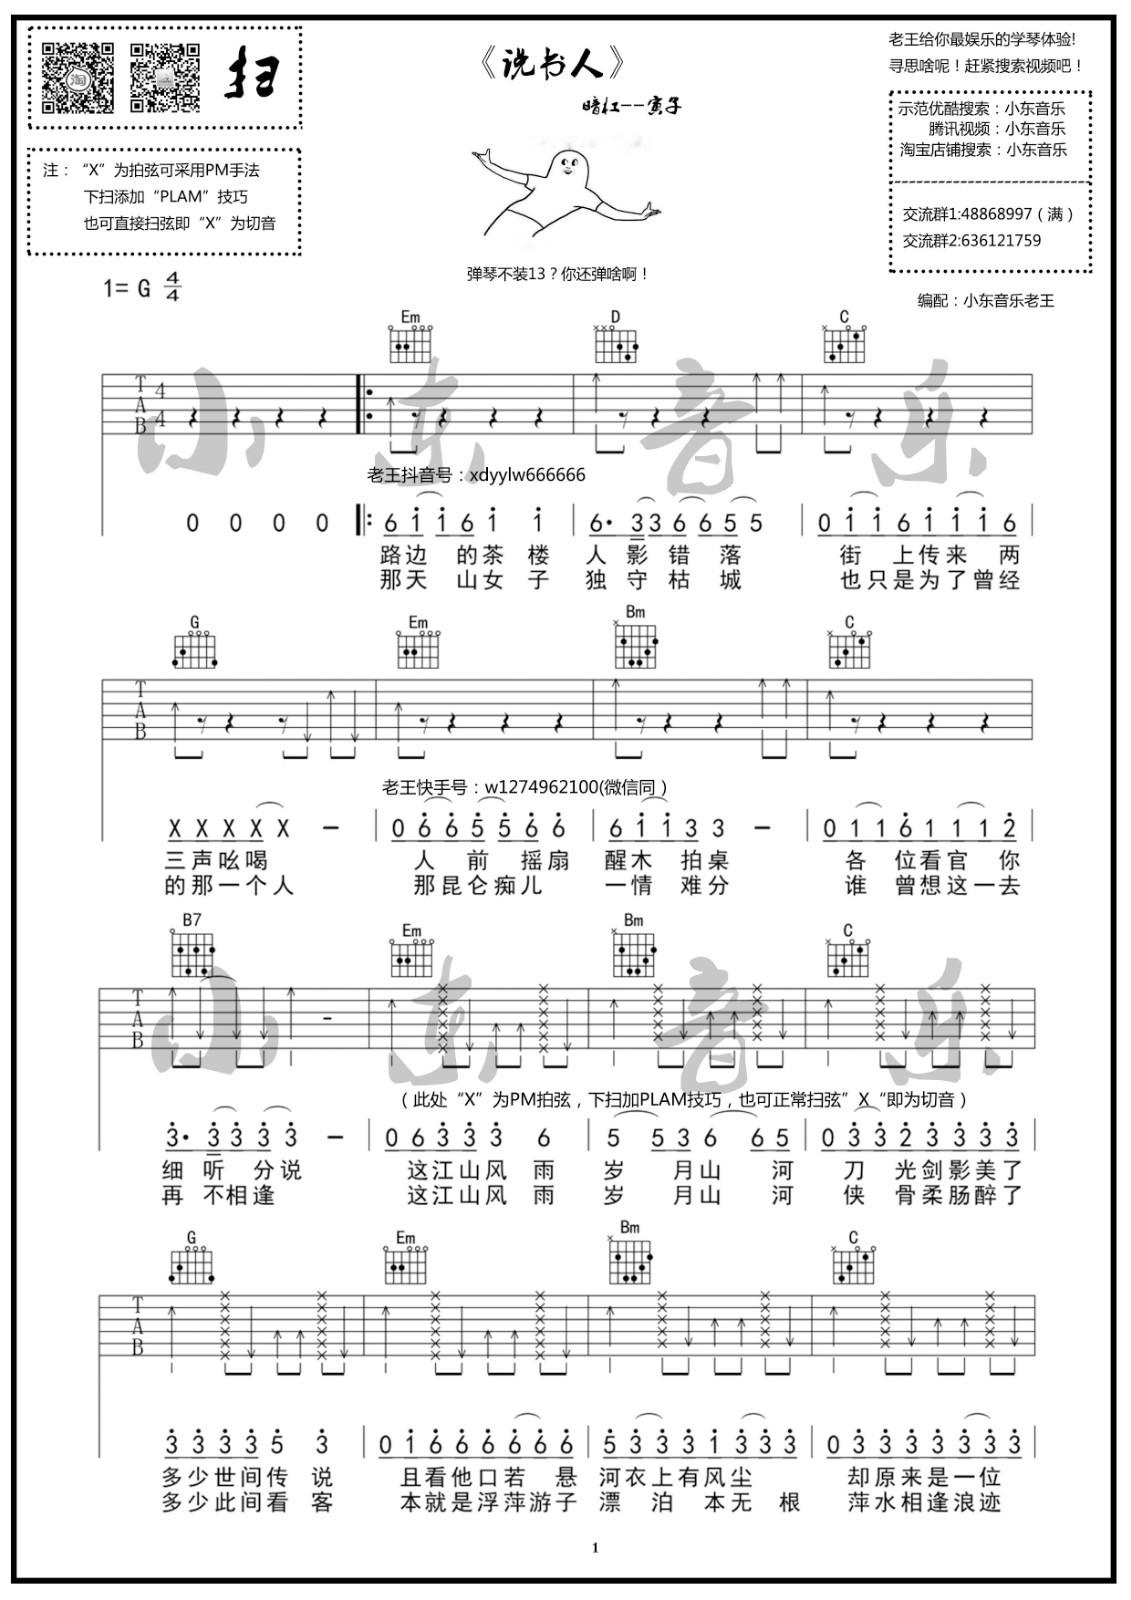 扫
《说书人》
暗杠--寅子
老王给你最娱乐的学琴体验!
寻思啥呢！赶紧搜索视频吧！
示范优酷搜索：小东音乐
腾讯视频：小东音乐
淘宝店铺搜索：小东音乐
交流群1:48868997（满）
交流群2:636121759
注：“X”为拍弦可采用PM手法
下扫添加“PLAM”技巧
也可直接扫弦即“X”为切音
弹琴不装13？你还弹啥啊！
编配：小东音乐老王
1= G 4/4
Em D C
T A B 4 4
小东音乐
老王抖音号：xdyylw666666
0 0 0 0 6 i i 6 i i 6· 3 3 6 6 5 5 0 i i 6 i i 6
路边 的茶楼 人影错落 街 上传来 两
那天 山女子 独守枯城 也只是为了曾经
G Em Bm C
T A B
老王快手号：w1274962100(微信同）
X X X X X – 0 6 6 5 5 6 6 6 i i 3 3 – 0 1 1 6 1 1 1 2
三声吆喝 人 前 摇扇 醒木 拍桌 各 位看官 你
的那一个人 那昆仑痴儿 一情 难分 谁 曾想这一去
B7 Em Bm C
T A B –
小东音乐
（此处“X”为PM拍弦，下扫加PLAM技巧，也可正常扫弦”X“即为切音）
3· 3 3 3 3 – 0 6 3 3 3 6 5 5 3 6 6 5 0 3 3 2 3 3 3 3
细 听 分说 这江山风 雨 岁 月山 河 刀 光剑影美了
再 不相逢 这江山风 雨 岁 月山 河 侠 骨柔肠醉了
G Em Bm C
T A B
3 3 3 3 5 3 0 1 6 6 6 6 6 6 5 3 3 3 1 3 3 3 0 3 3 3 3 3 3 3
多少世间传 说 且看他口若 悬 河衣上有风尘 却原来是一位
多少此间看 客 本就是浮萍游子 漂 泊 本无 根 萍水相逢浪迹
1